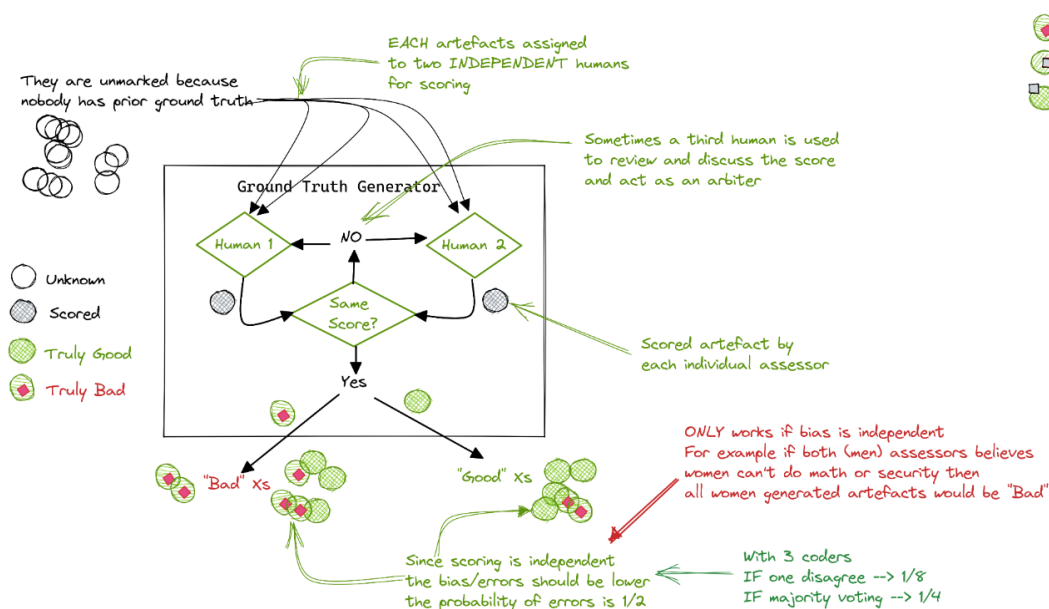 EACH artefacts assigned
to two INDEPENDENT humans
for scoring
They are unmarked because
nobody has prior ground truth
Sometimes a third human is used
to review and discuss the score
and act as an arbiter
Ground Truth Generator
Human 1
NO
Human 2
Unknown
Scored
Truly Good
Truly Bad
Same
Score?
Scored artefact by
each individual assessor
Yes
ONLY works if bias is independent
For example if both (men) assessors believes
women can't do math or security then
all women generated artefacts would be "Bad"
"Bad" Xs
"Good" Xs
Since scoring is independent
the bias/errors should be lower
the probability of errors is 1/2
With 3 coders
IF one disagree --> 1/8
IF majority voting --> 1/4